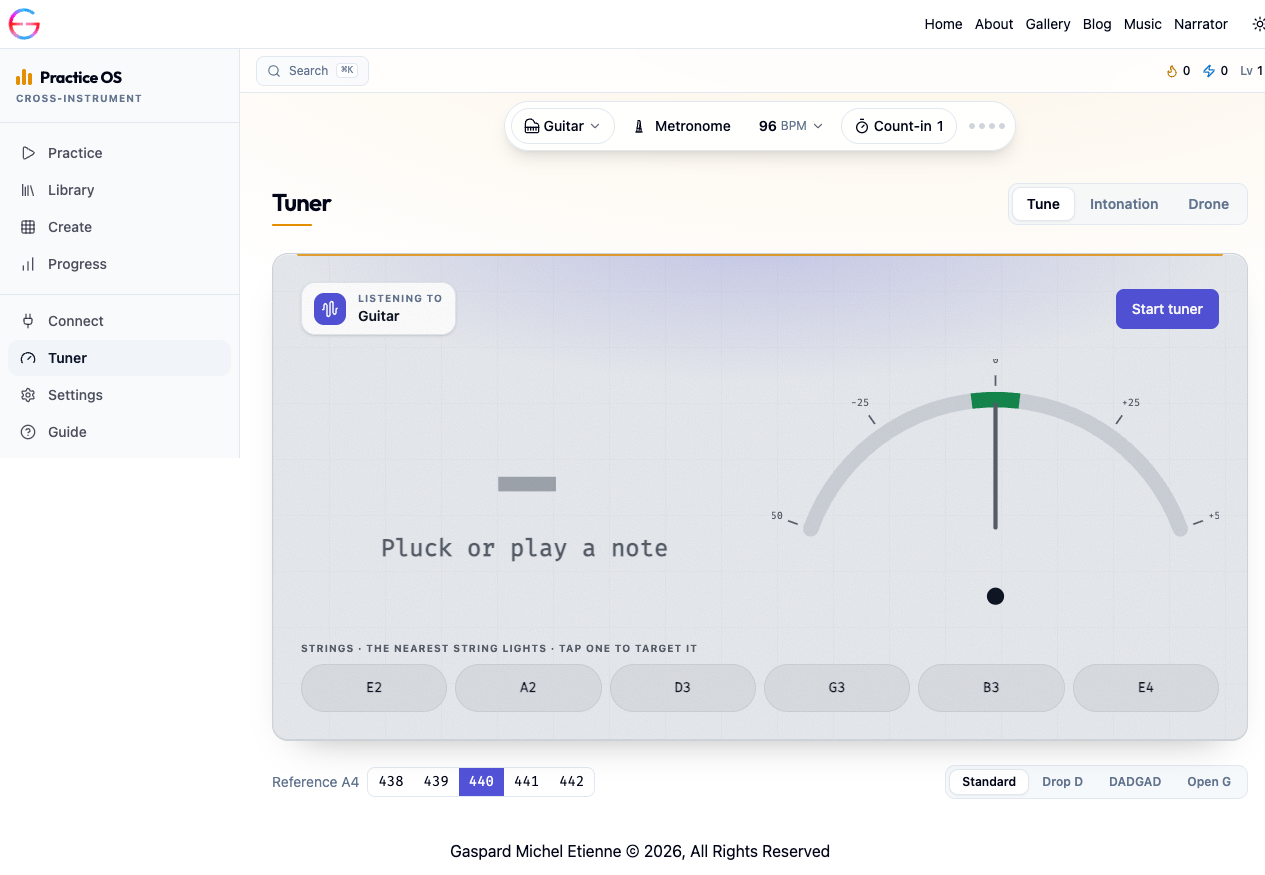 Home About Gallery Blog Music Narrator
Practice OS
CROSS-INSTRUMENT
Search ⌘K
0 0 Lv 1
Guitar Metronome 96 BPM Count-in 1
Practice
Library
Create
Progress
Connect
Tuner
Settings
Guide
Tuner
Tune Intonation Drone
LISTENING TO
Guitar
Start tuner
0
-25 +25
50 +5
Pluck or play a note
STRINGS · THE NEAREST STRING LIGHTS · TAP ONE TO TARGET IT
E2 A2 D3 G3 B3 E4
Reference A4 438 439 440 441 442
Standard Drop D DADGAD Open G
Gaspard Michel Etienne © 2026, All Rights Reserved